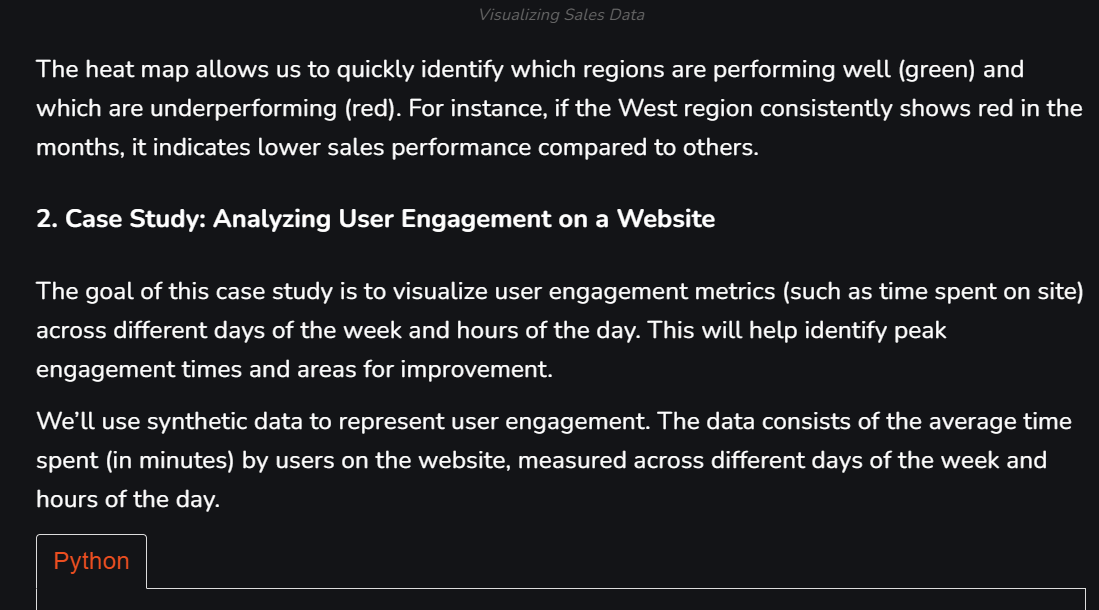 Visualizing Sales Data
The heat map allows us to quickly identify which regions are performing well (green) and
which are underperforming (red). For instance, if the West region consistently shows red in the
months, it indicates lower sales performance compared to others.
2. Case Study: Analyzing User Engagement on a Website
The goal of this case study is to visualize user engagement metrics (such as time spent on site)
across different days of the week and hours of the day. This will help identify peak
engagement times and areas for improvement.
We’ll use synthetic data to represent user engagement. The data consists of the average time
spent (in minutes) by users on the website, measured across different days of the week and
hours of the day.
Python